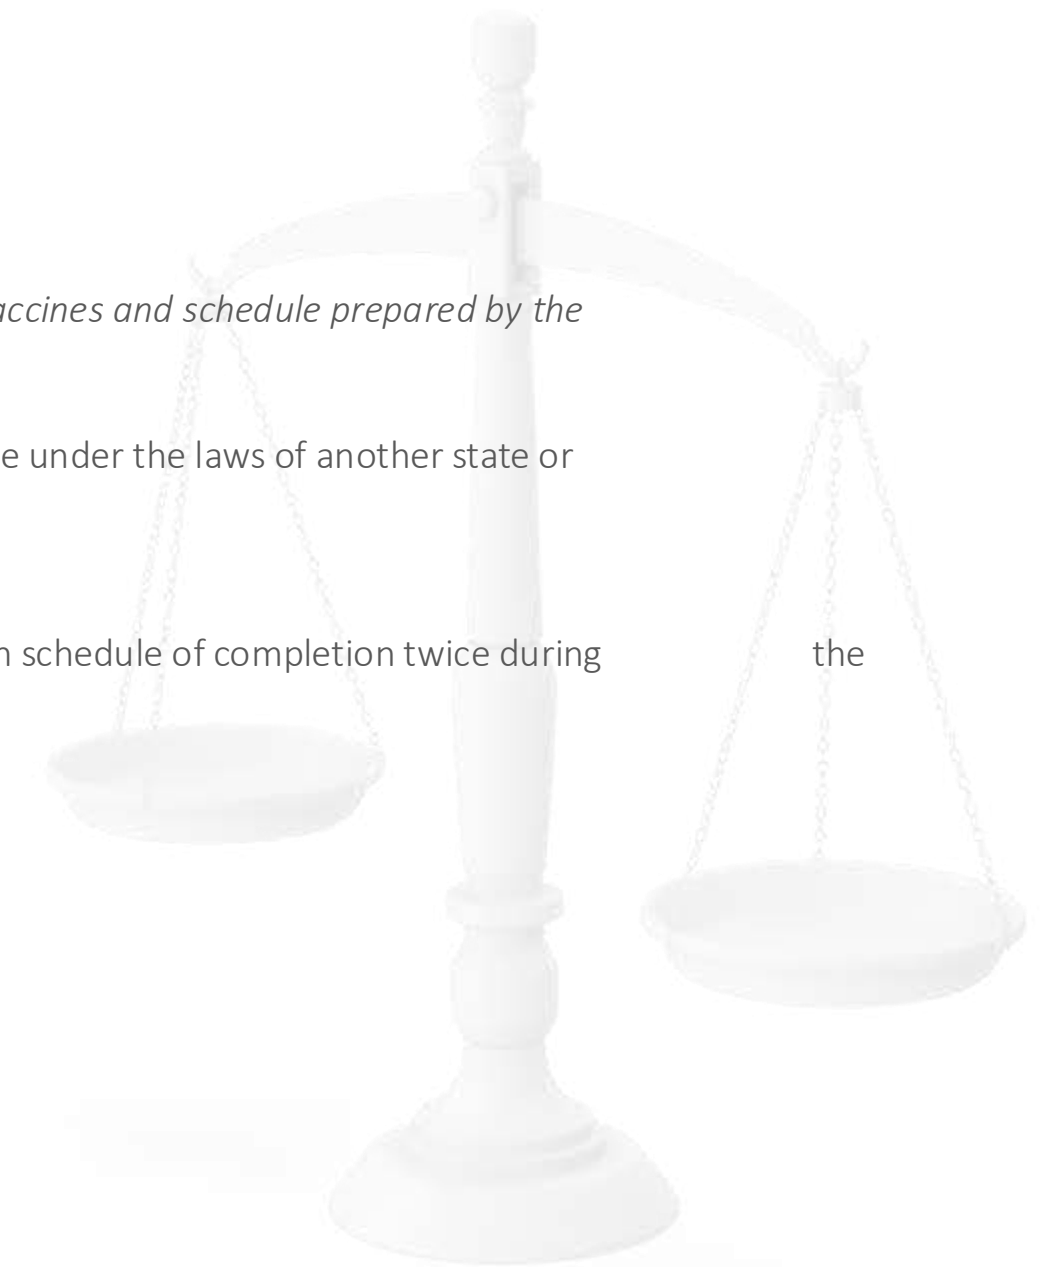 accines and schedule prepared by the
e under the laws of another state or
schedule of completion twice during the